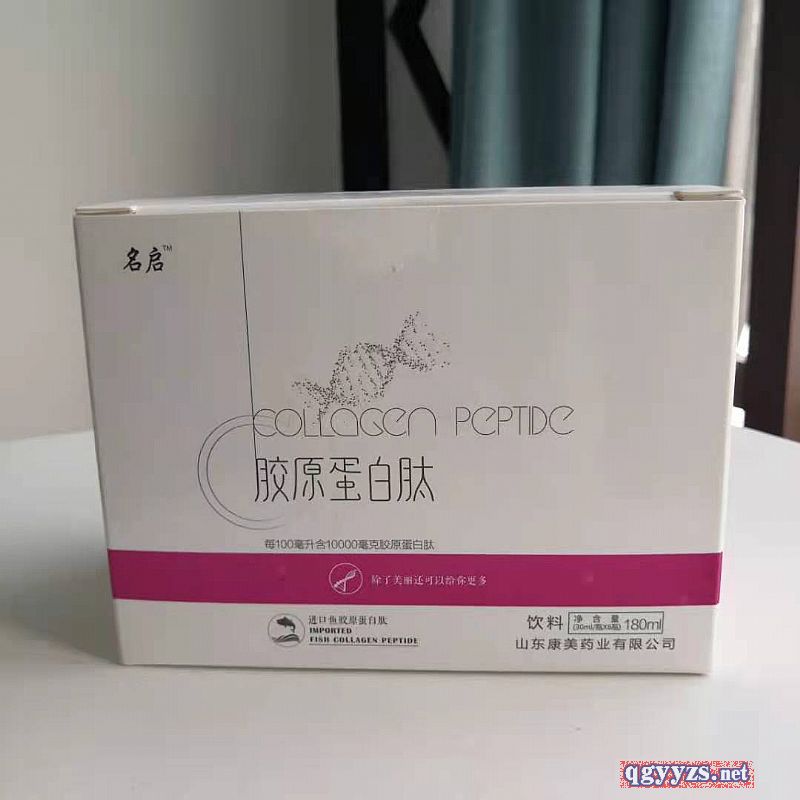 名启™
COLLAGEN PEPTIDE
胶原蛋白肽
每100毫升含10000毫克胶原蛋白肽
除了美丽还可以给你更多
进口鱼胶原蛋白肽
IMPORTED
FISH COLLAGEN PEPTIDE
饮料 净含量 (30ml/瓶X6瓶) 180ml
山东康美药业有限公司
qgyyzs.net